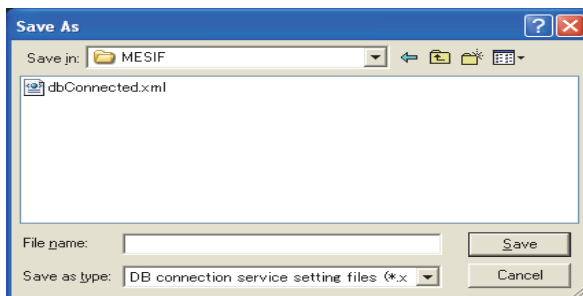 Save As
Save in: MESIF
dbConnected.xml
File name:
Save
Save as type: DB connection service setting files (*.x
Cancel